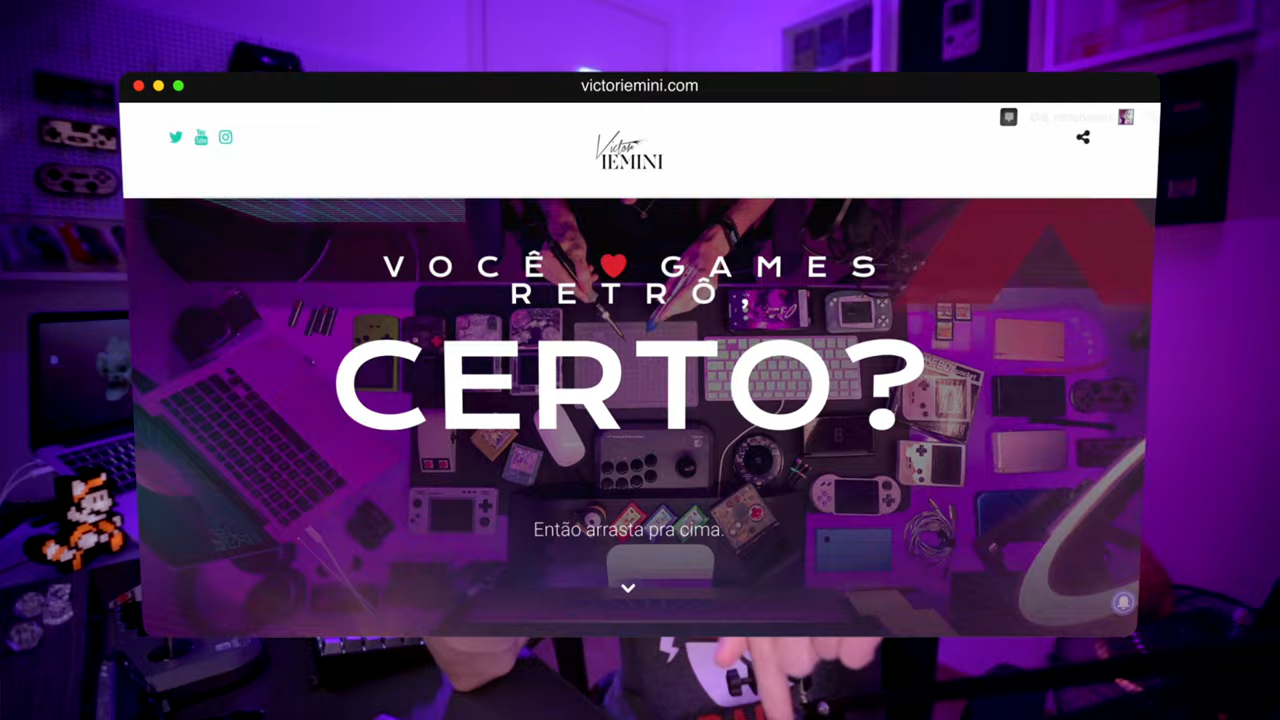 victoriemini.com
Victor
IEMINI
VOCÊ ❤ GAMES
RETRÔ,
CERTO?
Então arrasta pra cima.